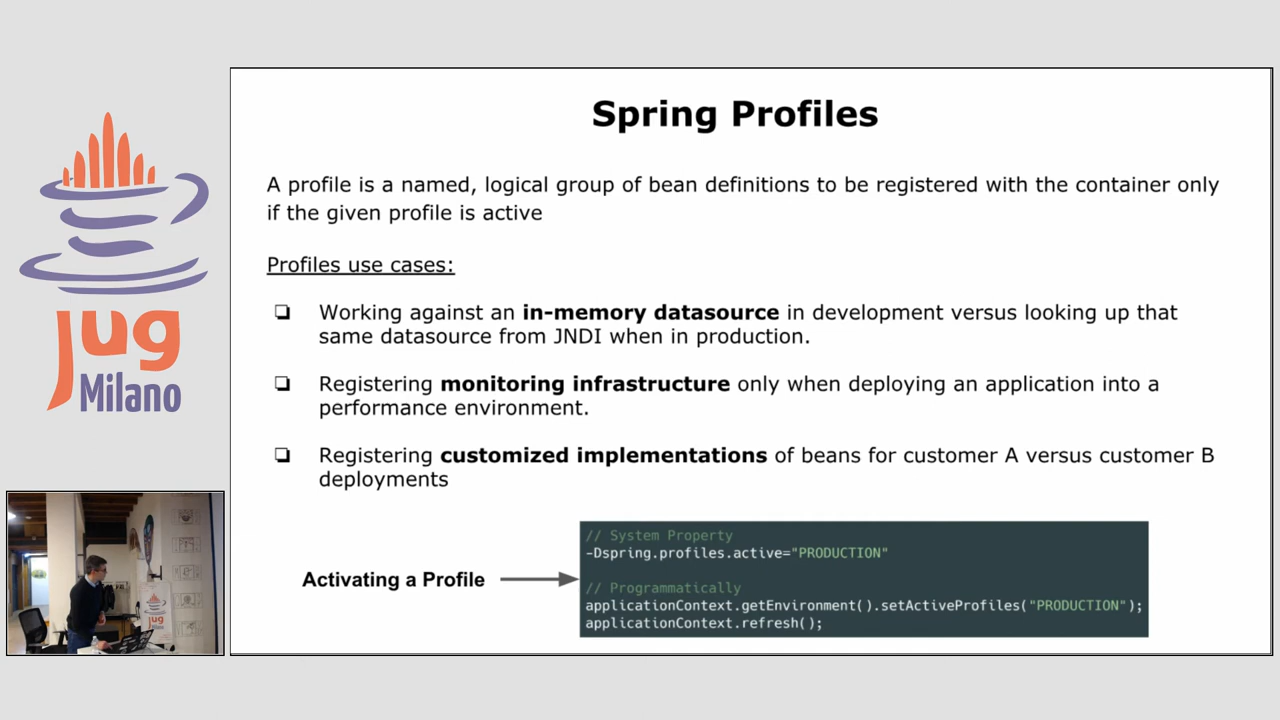 Spring Profiles
A profile is a named, logical group of bean definitions to be registered with the container only
if the given profile is active
Profiles use cases:
Working against an in-memory datasource in development versus looking up that
same datasource from JNDI when in production.
Registering monitoring infrastructure only when deploying an application into a
performance environment.
Registering customized implementations of beans for customer A versus customer B
deployments
Activating a Profile
// System Property
-Dspring.profiles.active="PRODUCTION"
// Programmatically
applicationContext.getEnvironment().setActiveProfiles("PRODUCTION");
applicationContext.refresh();
jug
Milano
jug